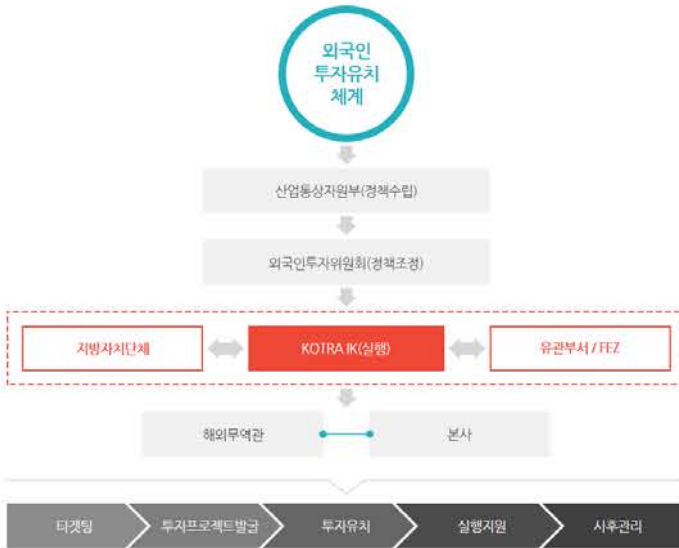 외국인
투자유치
체계
산업통상자원부(정책수립)
외국인투자위원회(정책조정)
지방자치단체
KOTRA IK(실행)
유관부서 / FEZ
해외무역관
본사
타겟팅
투자프로젝트발굴
투자유치
실행지원
사후관리